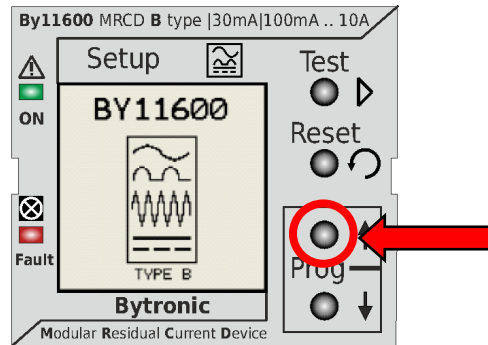 By11600 MRCD B type |30mA|100mA .. 10A
Setup
Test
ON
BY11600
Reset
Fault
Prog
TYPE B
Bytronic
Modular Residual Current Device